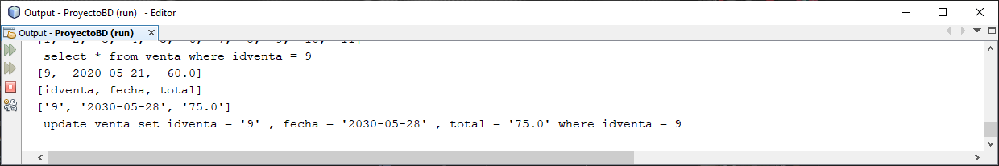 Output - ProyectoBD (run) - Editor
Output - ProyectoBD (run)
select * from venta where idventa = 9
[9, 2020-05-21, 60.0]
[idventa, fecha, total]
['9', '2030-05-28', '75.0']
update venta set idventa = '9' , fecha = '2030-05-28' , total = '75.0' where idventa = 9